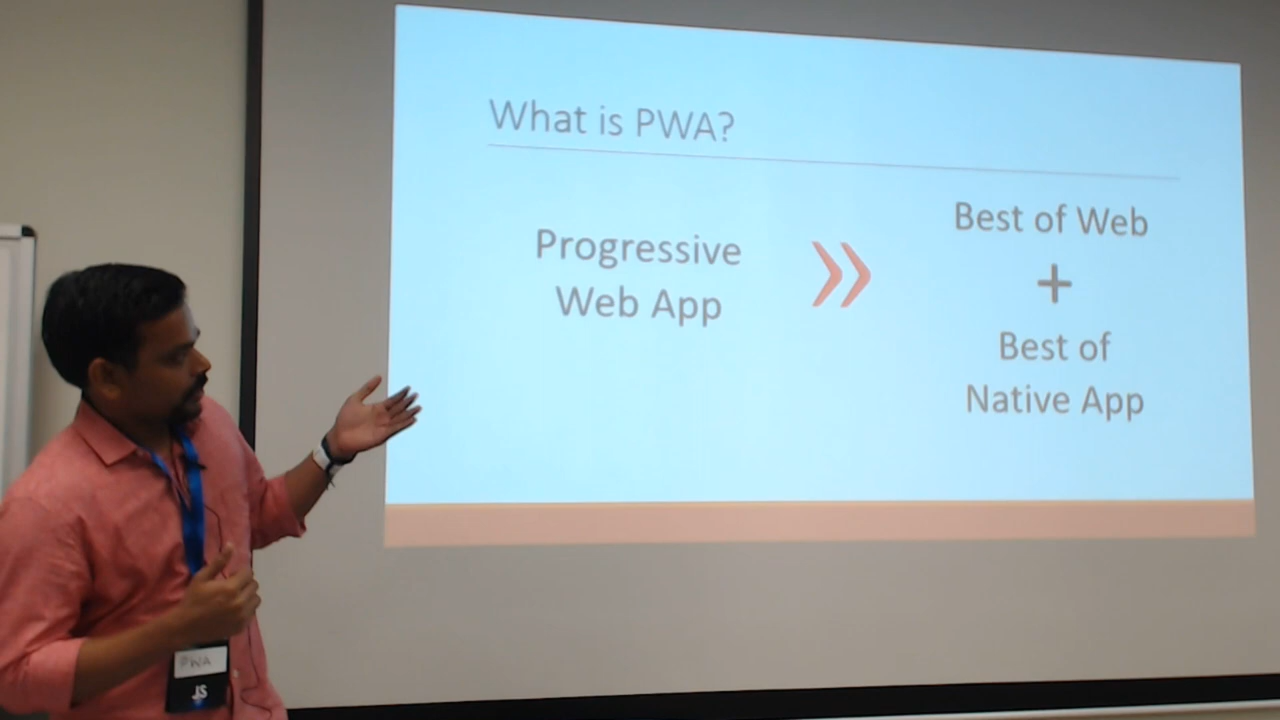 What is PWA?
Progressive
Web App
Best of Web
+
Best of
Native App
PWA
JS